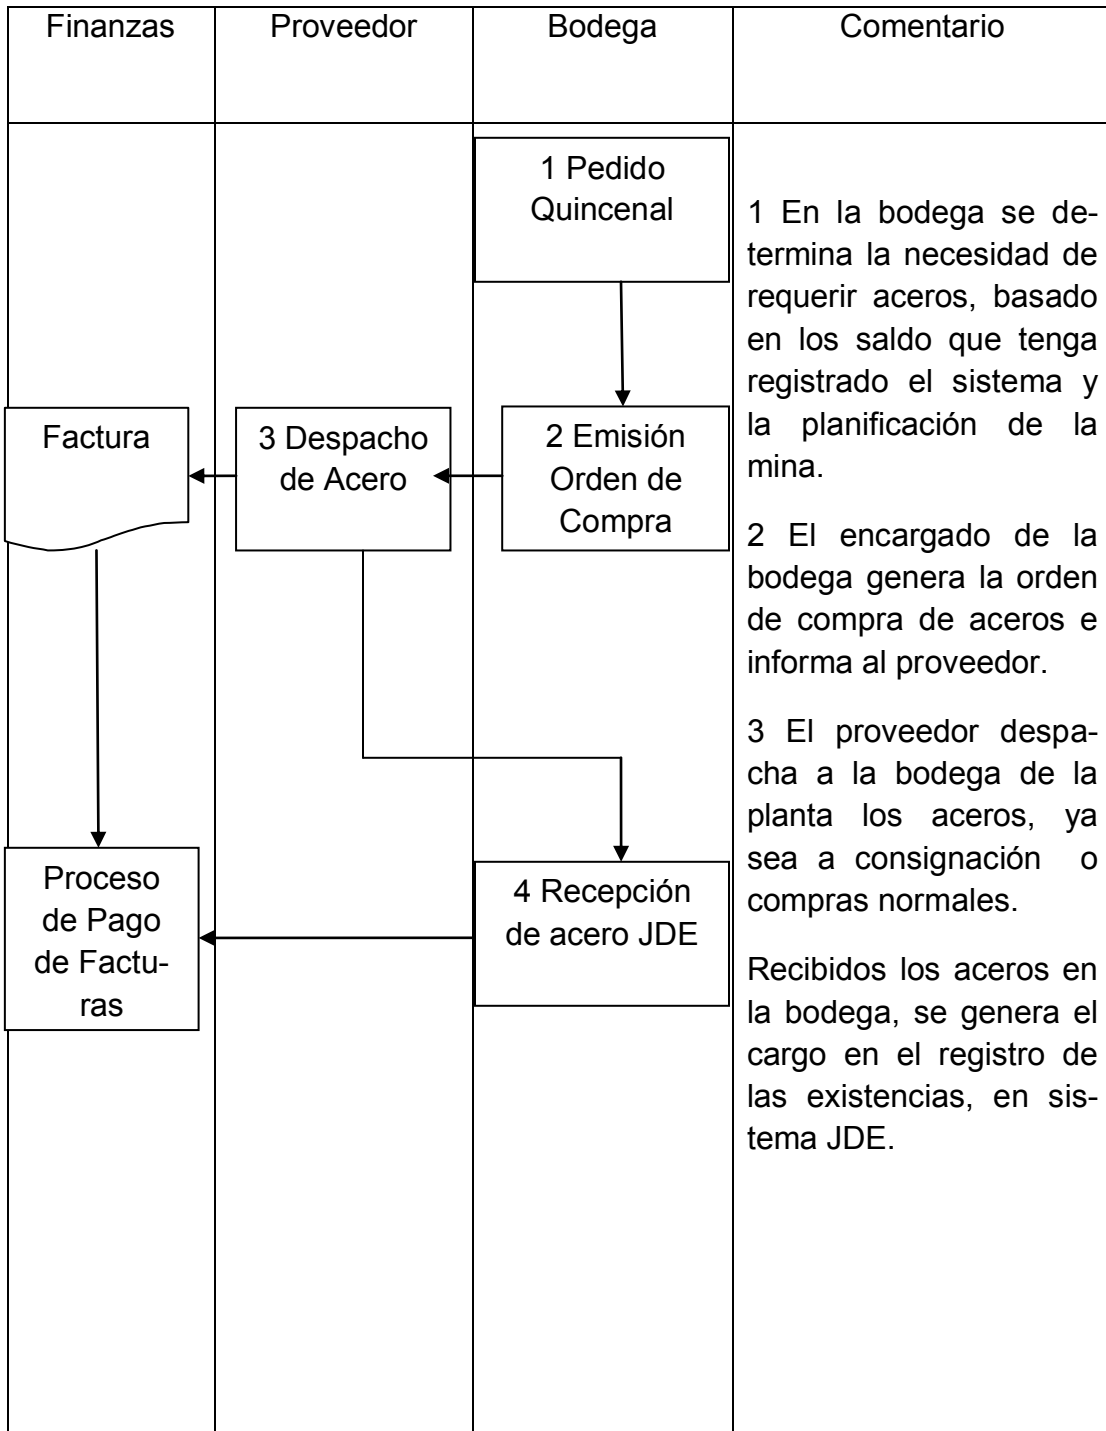 Finanzas
Proveedor
Bodega
Comentario
1 Pedido
Quincenal
Factura
3 Despacho
de Acero
2 Emisión
Orden de
Compra
Proceso
de Pago
de Factu-
ras
4 Recepción
de acero JDE
1 En la bodega se de-
termina la necesidad de
requerir aceros, basado
en los saldo que tenga
registrado el sistema y
la planificación de la
mina.
2 El encargado de la
bodega genera la orden
de compra de aceros e
informa al proveedor.
3 El proveedor despa-
cha a la bodega de la
planta los aceros, ya
sea a consignación o
compras normales.
Recibidos los aceros en
la bodega, se genera el
cargo en el registro de
las existencias, en sis-
tema JDE.